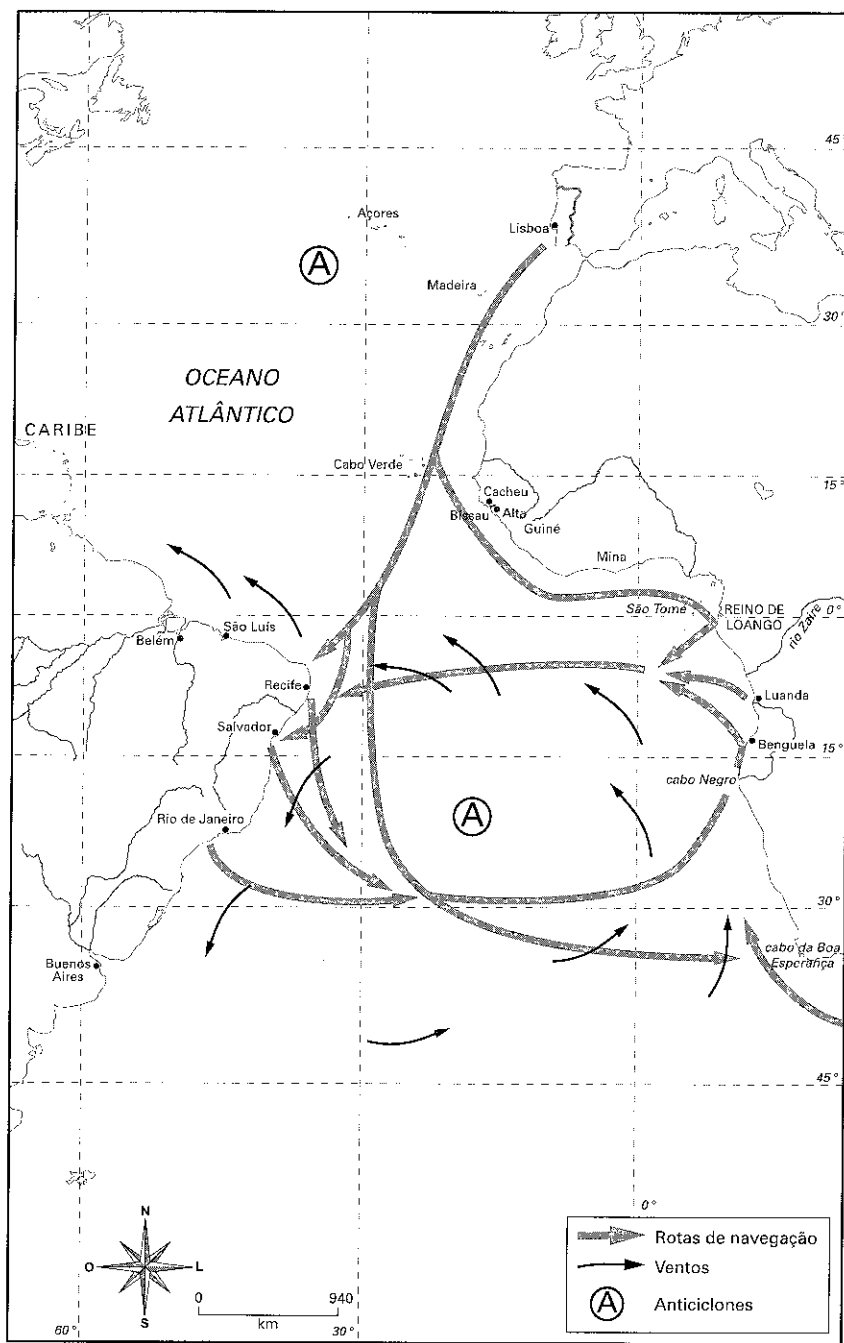 45°
Açores
Lisboa
A
Madeira
30°
OCEANO
ATLÂNTICO
CARIBE
Cabo Verde
15°
Cacheu
Bissau
Alta
Guiné
Mina
0°
São Tomé
REINO DE
LOANGO
rio Zaire
Belém
São Luís
Recife
Luanda
Salvador
Benguela
15°
cabo Negro
A
Rio de Janeiro
30°
cabo da Boa
Esperança
Buenos
Aires
45°
0°
N
O
L
S
0
940
km
60°
30°
Rotas de navegação
Ventos
A
Anticiclones